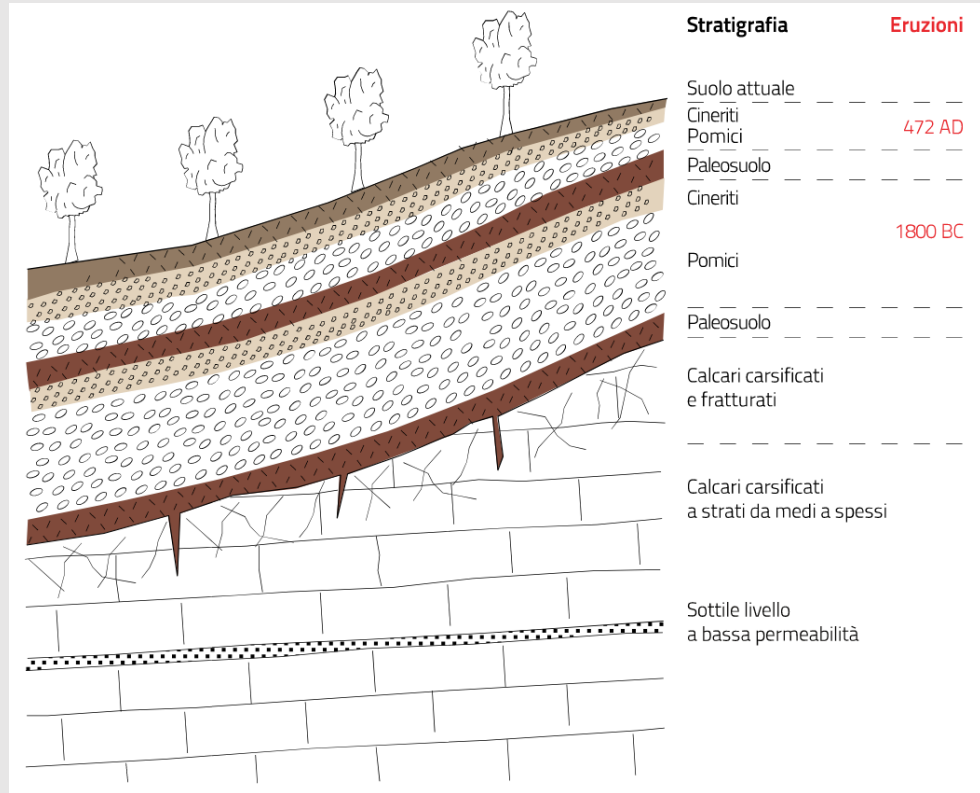 Stratigrafia Eruzioni
Suolo attuale
Cineriti
Pomici 472 AD
Paleosuolo
Cineriti
1800 BC
Pomici
Paleosuolo
Calcari carsificati
e fratturati
Calcari carsificati
a strati da medi a spessi
Sottile livello
a bassa permeabilità